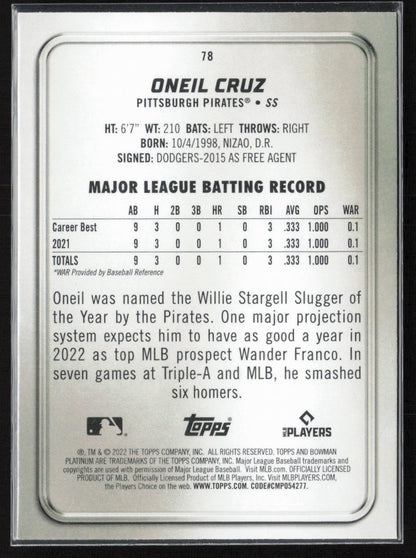 78
ONEIL CRUZ
PITTSBURGH PIRATES® • SS
HT: 6'7" WT: 210 BATS: LEFT THROWS: RIGHT
BORN: 10/4/1998, NIZAO, D.R.
SIGNED: DODGERS-2015 AS FREE AGENT
MAJOR LEAGUE BATTING RECORD
AB H 2B 3B HR SB RBI AVG OPS WAR
Career Best 9 3 0 0 1 0 3 .333 1.000 0.1
2021 9 3 0 0 1 0 3 .333 1.000 0.1
TOTALS 9 3 0 0 1 0 3 .333 1.000 0.1
*WAR Provided by Baseball Reference
Oneil was named the Willie Stargell Slugger of
the Year by the Pirates. One major projection
system expects him to have as good a year in
2022 as top MLB prospect Wander Franco. In
seven games at Triple-A and MLB, he smashed
six homers.
Topps PLAYERS
®, TM & © 2022 THE TOPPS COMPANY, INC. ALL RIGHTS RESERVED. TOPPS AND BOWMAN
PLATINUM ARE TRADEMARKS OF THE TOPPS COMPANY, INC. Major League Baseball trademarks and
copyrights are used with permission of Major League Baseball. Visit MLB.com. OFFICIALLY LICENSED
PRODUCT OF MLB. Officially Licensed Product of MLB Players, Inc. Visit MLBPLAYERS.COM,
the Players Choice on the web. WWW.TOPPS.COM. CODE#CMP054277.